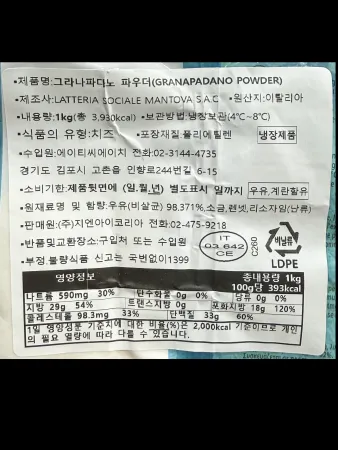 •제품명:그라나파다노 파우더(GRANAPADANO POWDER)
•제조사:LATTERIA SOCIALE MANTOVA S.A.C •원산지:이탈리아
•내용량:1kg(총 3,930kcal) •보관방법:냉장보관(4℃~8℃)
•식품의 유형:치즈 •포장재질:폴리에틸렌 냉장제품
•수입원:에이티씨에이치 전화:02-3144-4735
경기도 김포시 고촌읍 인향로244번길 6-15
•소비기한:제품뒷면에 (일,월,년) 별도표시 일까지 우유,계란함유
•원재료명 및 함량:우유(비살균) 98.371%,소금,렌넷,리소자임(난류)
•판매원:(주)지엔아이코리아 전화:02-475-9218
•반품및교환장소:구입처 또는 수입원
•부정.불량식품 신고는 국번없이1399
IT
03 642
CE
C260
비닐류
LDPE
영양정보 총내용량 1kg
100g당 393kcal
나트륨 590mg 30% 탄수화물 0g 0% 당류 0g 0%
지방 29g 54% 트랜스지방 0g 포화지방 18g 120%
콜레스테롤 98.3mg 33% 단백질 33g 60%
1일 영양성분 기준치에 대한 비율(%)은 2,000kcal 기준이므로 개인
의 필요 열량에 따라 다를 수 있습니다.